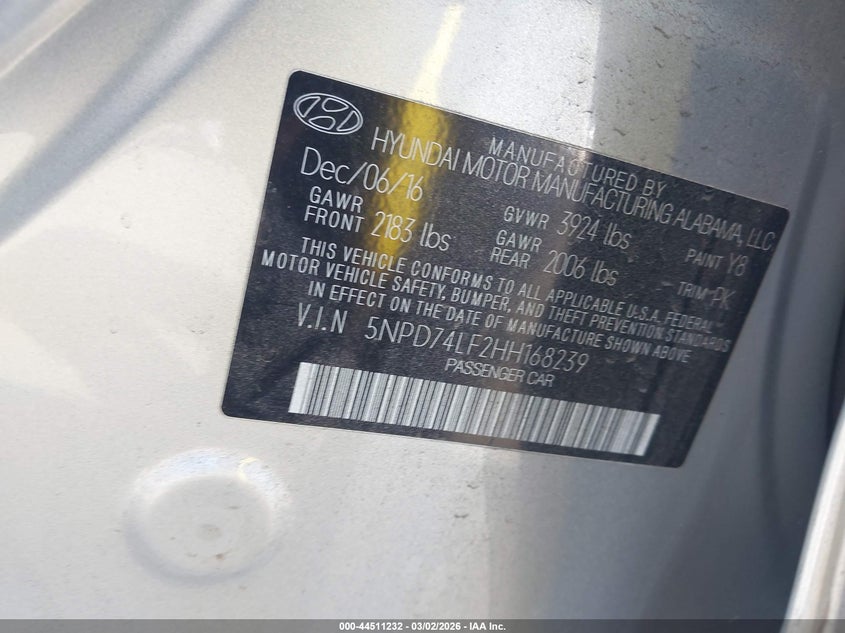 MANUFACTURED BY
HYUNDAI MOTOR MANUFACTURING ALABAMA, LLC
Dec/06/16
GAWR FRONT 2183 lbs
GVWR 3924 lbs
GAWR REAR 2006 lbs
PAINT Y8
TRIM PK
THIS VEHICLE CONFORMS TO ALL APPLICABLE U.S.A. FEDERAL
MOTOR VEHICLE SAFETY, BUMPER, AND THEFT PREVENTION STANDARDS
IN EFFECT ON THE DATE OF MANUFACTURE SHOWN ABOVE
V.I.N 5NPD74LF2HH168239
PASSENGER CAR
000-44511232 - 03/02/2026 - IAA Inc.